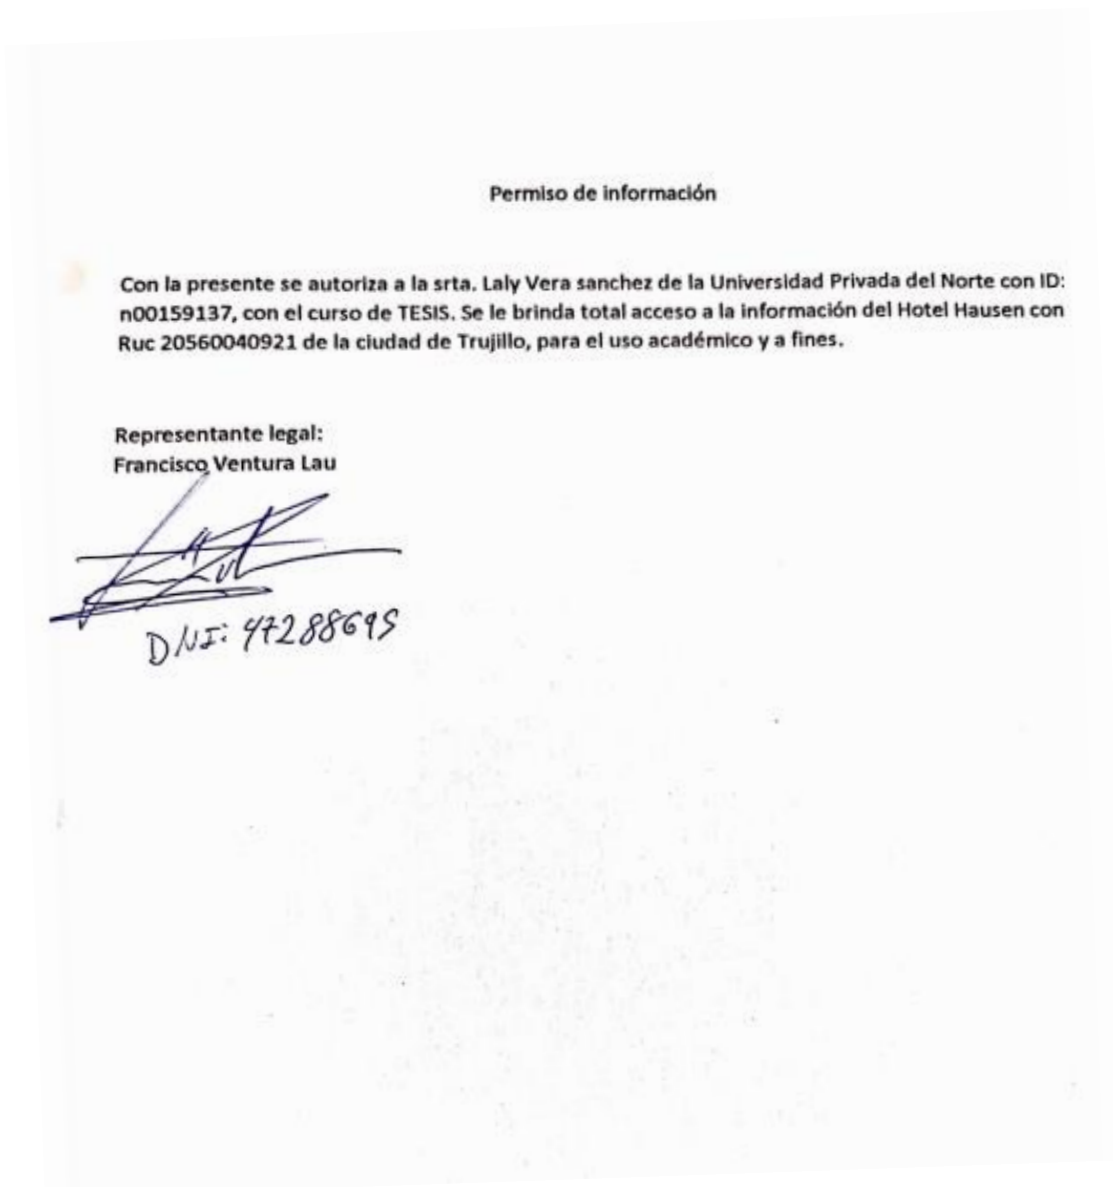 Permiso de información
Con la presente se autoriza a la srta. Laly Vera sanchez de la Universidad Privada del Norte con ID:
n00159137, con el curso de TESIS. Se le brinda total acceso a la información del Hotel Hausen con
Ruc 20560040921 de la ciudad de Trujillo, para el uso académico y a fines.
Representante legal:
Francisco Ventura Lau
DNI: 47288695